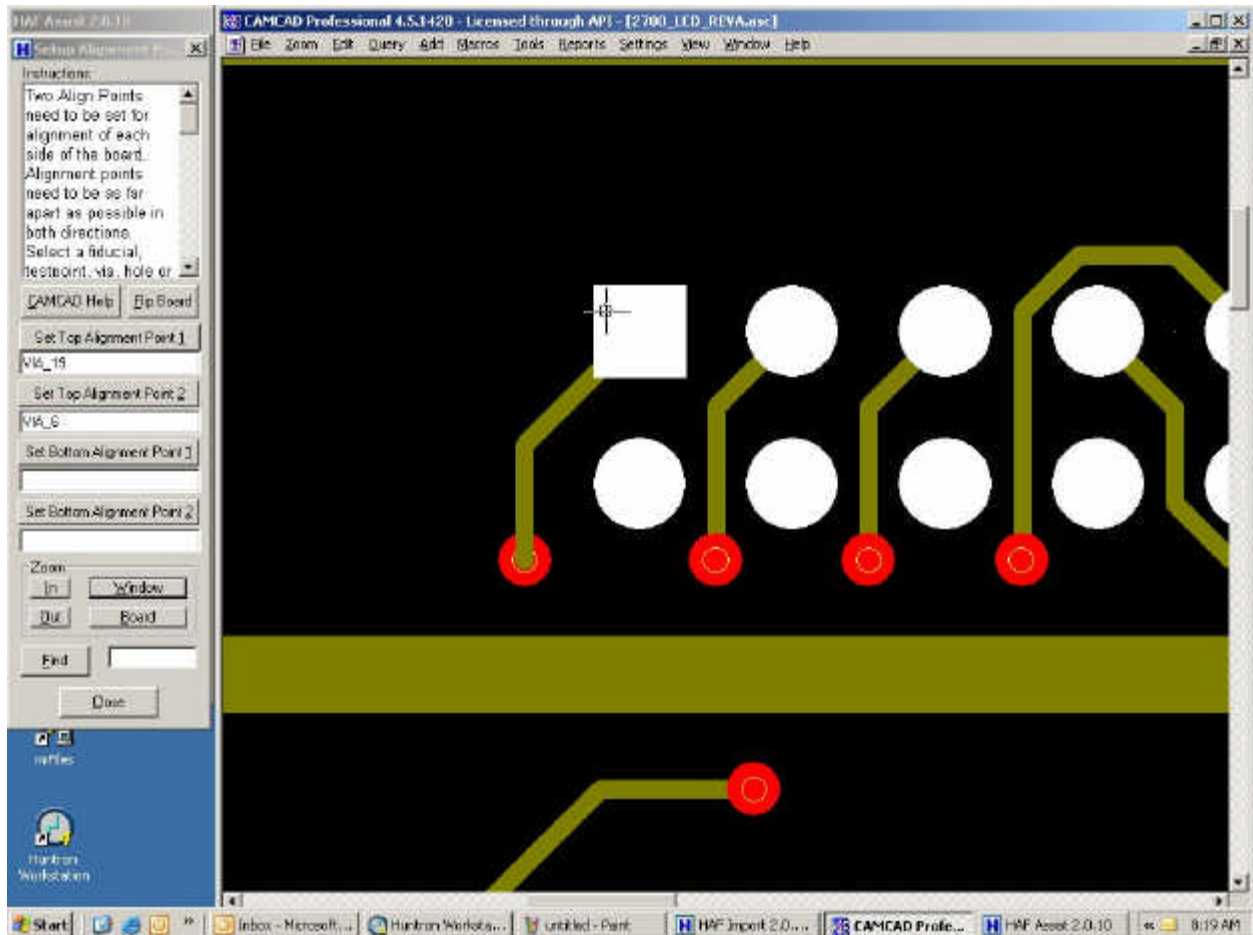 HAF Assist 2.0.10
CAMCAD Professional 4.5.1420 - Licensed through API - [2700_LCD_REVA.asc]
Setup Alignment P...
File Zoom Edit Query Add Macros Tools Reports Settings View Window Help
Instructions:
Two Align Points
need to be set for
alignment of each
side of the board.
Alignment points
need to be as far
apart as possible in
both directions.
Select a fiducial,
testpoint, via, hole or
CAMCAD Help
Flip Board
Set Top Alignment Point 1
VIA_19
Set Top Alignment Point 2
VIA_6
Set Bottom Alignment Point 1
Set Bottom Alignment Point 2
Zoom
In
Window
Out
Board
Find
Done
Huntron
Workstation
Start
Inbox - Microsoft...
Huntron Worksta...
untitled - Paint
HAF Import 2.0....
CAMCAD Profe...
HAF Assist 2.0.10
8:19 AM